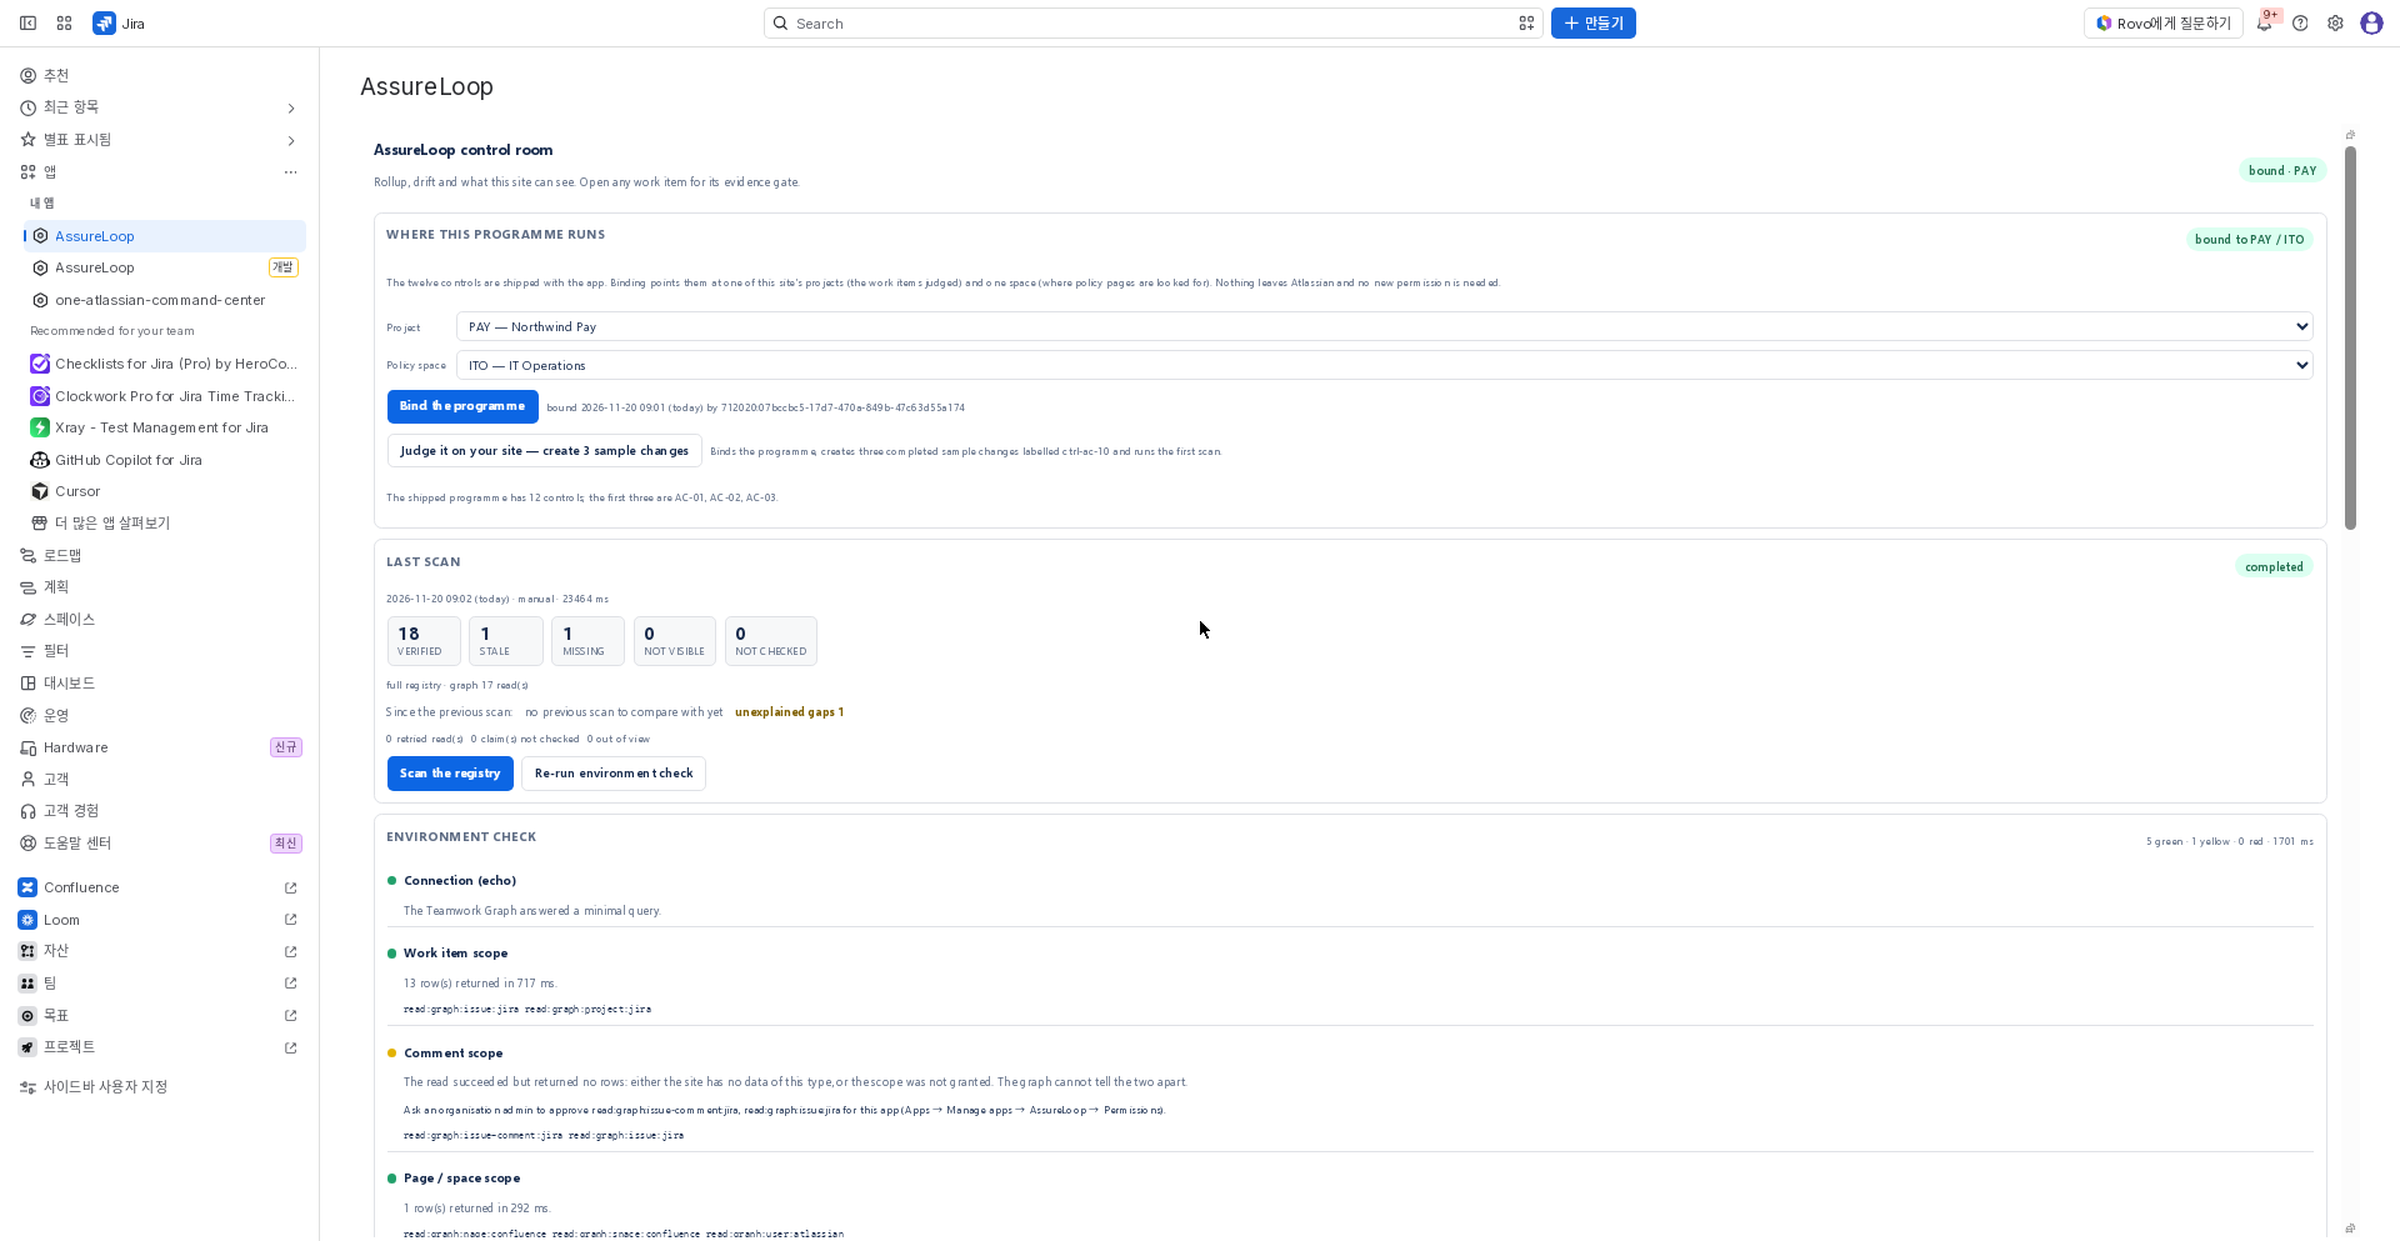 Jira
Search
만들기
Rovo에게 질문하기
9+
추천
최근 항목
별표 표시됨
앱
내 앱
AssureLoop
AssureLoop 개발
one-atlassian-command-center
Recommended for your team
Checklists for Jira (Pro) by HeroCo...
Clockwork Pro for Jira Time Tracki...
Xray - Test Management for Jira
GitHub Copilot for Jira
Cursor
더 많은 앱 살펴보기
로드맵
계획
스페이스
필터
대시보드
운영
Hardware 신규
고객
고객 경험
도움말 센터 최신
Confluence
Loom
자산
팀
목표
프로젝트
사이드바 사용자 지정
AssureLoop
AssureLoop control room
Rollup, drift and what this site can see. Open any work item for its evidence gate.
bound · PAY
WHERE THIS PROGRAMME RUNS
bound to PAY / ITO
The twelve controls are shipped with the app. Binding points them at one of this site's projects (the work items judged) and one space (where policy pages are looked for). Nothing leaves Atlassian and no new permission is needed.
Project PAY — Northwind Pay
Policy space ITO — IT Operations
Bind the programme bound 2026-11-20 09:01 (today) by 712020:07bccbc5-17d7-470a-849b-47c63d55a174
Judge it on your site — create 3 sample changes Binds the programme, creates three completed sample changes labelled ctrl-ac-10 and runs the first scan.
The shipped programme has 12 controls; the first three are AC-01, AC-02, AC-03.
LAST SCAN
completed
2026-11-20 09:02 (today) · manual · 23464 ms
18 1 1 0 0
VERIFIED STALE MISSING NOT VISIBLE NOT CHECKED
full registry · graph 17 read(s)
Since the previous scan: no previous scan to compare with yet unexplained gaps 1
0 retried read(s) 0 claim(s) not checked 0 out of view
Scan the registry Re-run environment check
ENVIRONMENT CHECK
5 green · 1 yellow · 0 red · 1701 ms
Connection (echo)
The Teamwork Graph answered a minimal query.
Work item scope
13 row(s) returned in 717 ms.
read:graph:issue:jira read:graph:project:jira
Comment scope
The read succeeded but returned no rows: either the site has no data of this type, or the scope was not granted. The graph cannot tell the two apart.
Ask an organisation admin to approve read:graph:issue-comment:jira, read:graph:issue:jira for this app (Apps → Manage apps → AssureLoop → Permissions).
read:graph:issue-comment:jira read:graph:issue:jira
Page / space scope
1 row(s) returned in 292 ms.
read:graph:page:confluence read:graph:space:confluence read:graph:user:atlassian